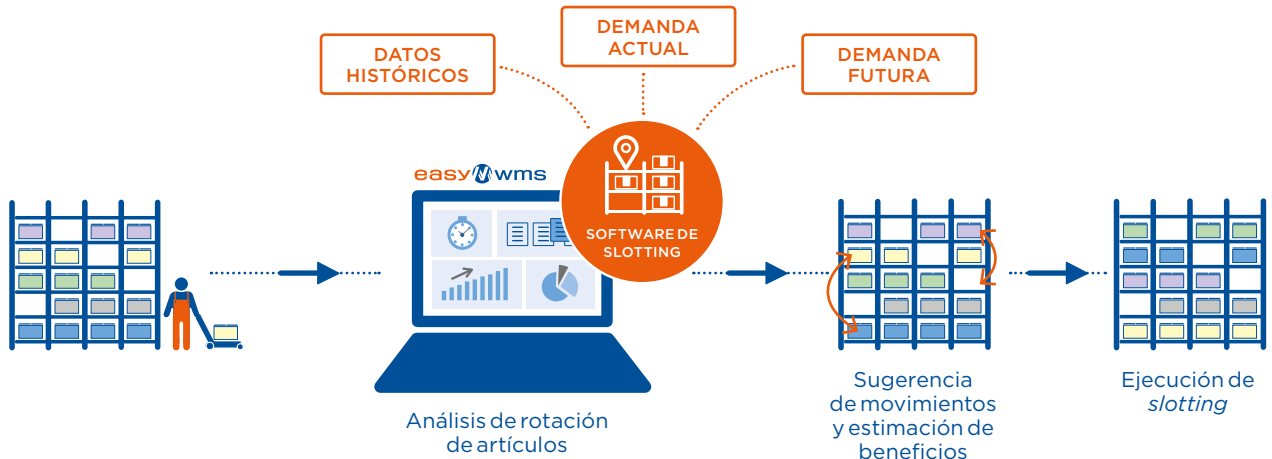 DATOS
HISTÓRICOS
DEMANDA
ACTUAL
DEMANDA
FUTURA
easy wms
SOFTWARE DE
SLOTTING
Análisis de rotación
de artículos
Sugerencia
de movimientos
y estimación de
beneficios
Ejecución de
slotting